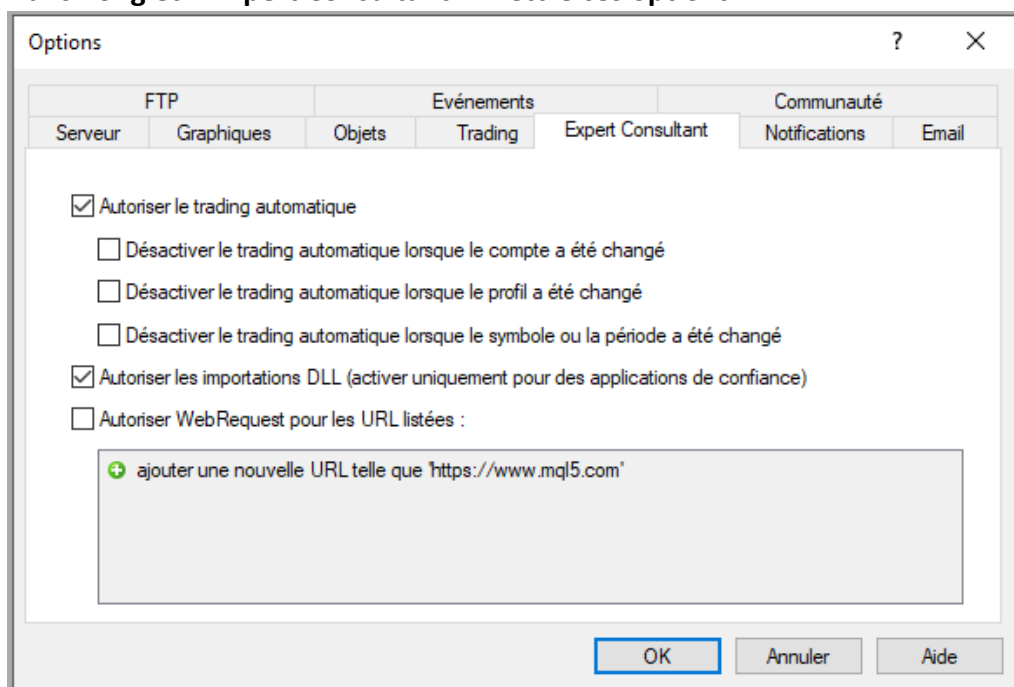 Options
FTP Evénements Communauté
Serveur Graphiques Objets Trading Expert Consultant Notifications Email
Autoriser le trading automatique
Désactiver le trading automatique lorsque le compte a été changé
Désactiver le trading automatique lorsque le profil a été changé
Désactiver le trading automatique lorsque le symbole ou la période a été changé
Autoriser les importations DLL (activer uniquement pour des applications de confiance)
Autoriser WebRequest pour les URL listées :
ajouter une nouvelle URL telle que 'https://www.mql5.com'
OK Annuler Aide